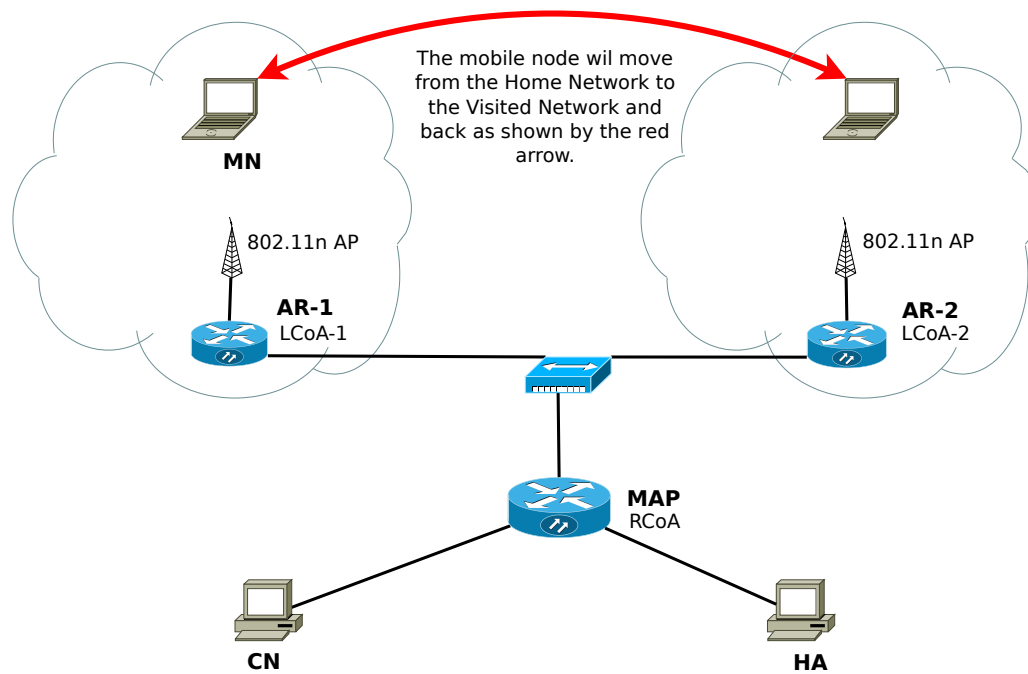 The mobile node wil move
from the Home Network to
the Visited Network and
back as shown by the red
arrow.
MN
802.11n AP
802.11n AP
AR-1
LCoA-1
AR-2
LCoA-2
MAP
RCoA
CN
HA